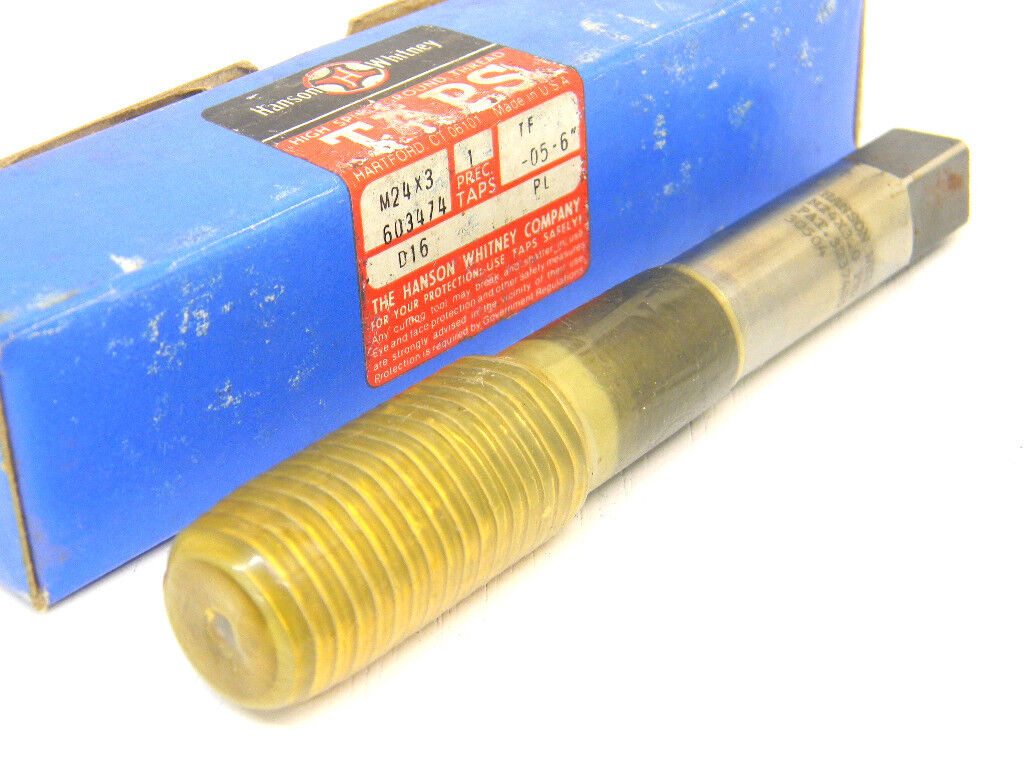 Hanson H Whitney
HIGH SPEED GROUND THREAD
TAPS
HARTFORD, CT 06101 Made in U.S.A.
M24X3 1 TF
603474 PREC. TAPS -05-6"
D16 PL
THE HANSON WHITNEY COMPANY
FOR YOUR PROTECTION: USE TAPS SAFELY!
Any cutting tool may break and shatter in use
Eye and face protection and other safety measures
are strongly advised in the vicinity of their use.
Protection is required by Government Regulations